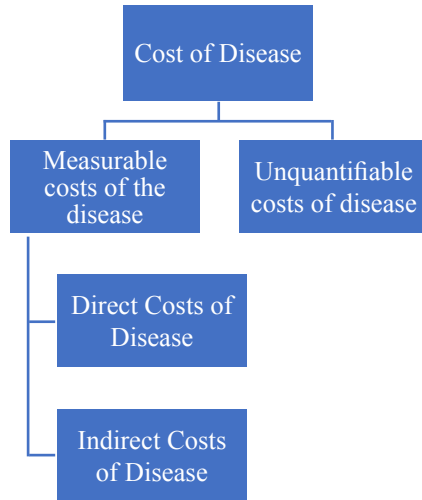 Cost of Disease
Measurable
costs of the
disease
Unquantifiable
costs of disease
Direct Costs of
Disease
Indirect Costs
of Disease